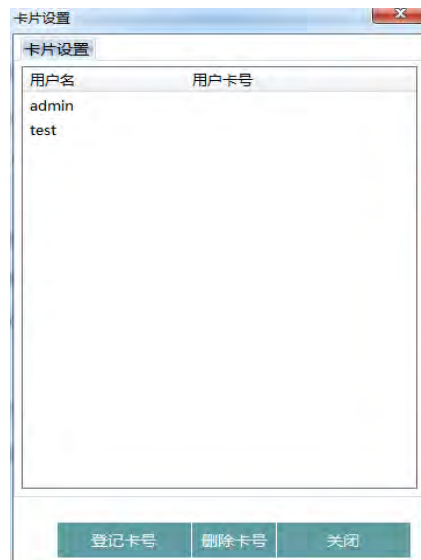 卡片设置
卡片设置
用户名 用户卡号
admin
test
登记卡号 删除卡号 关闭